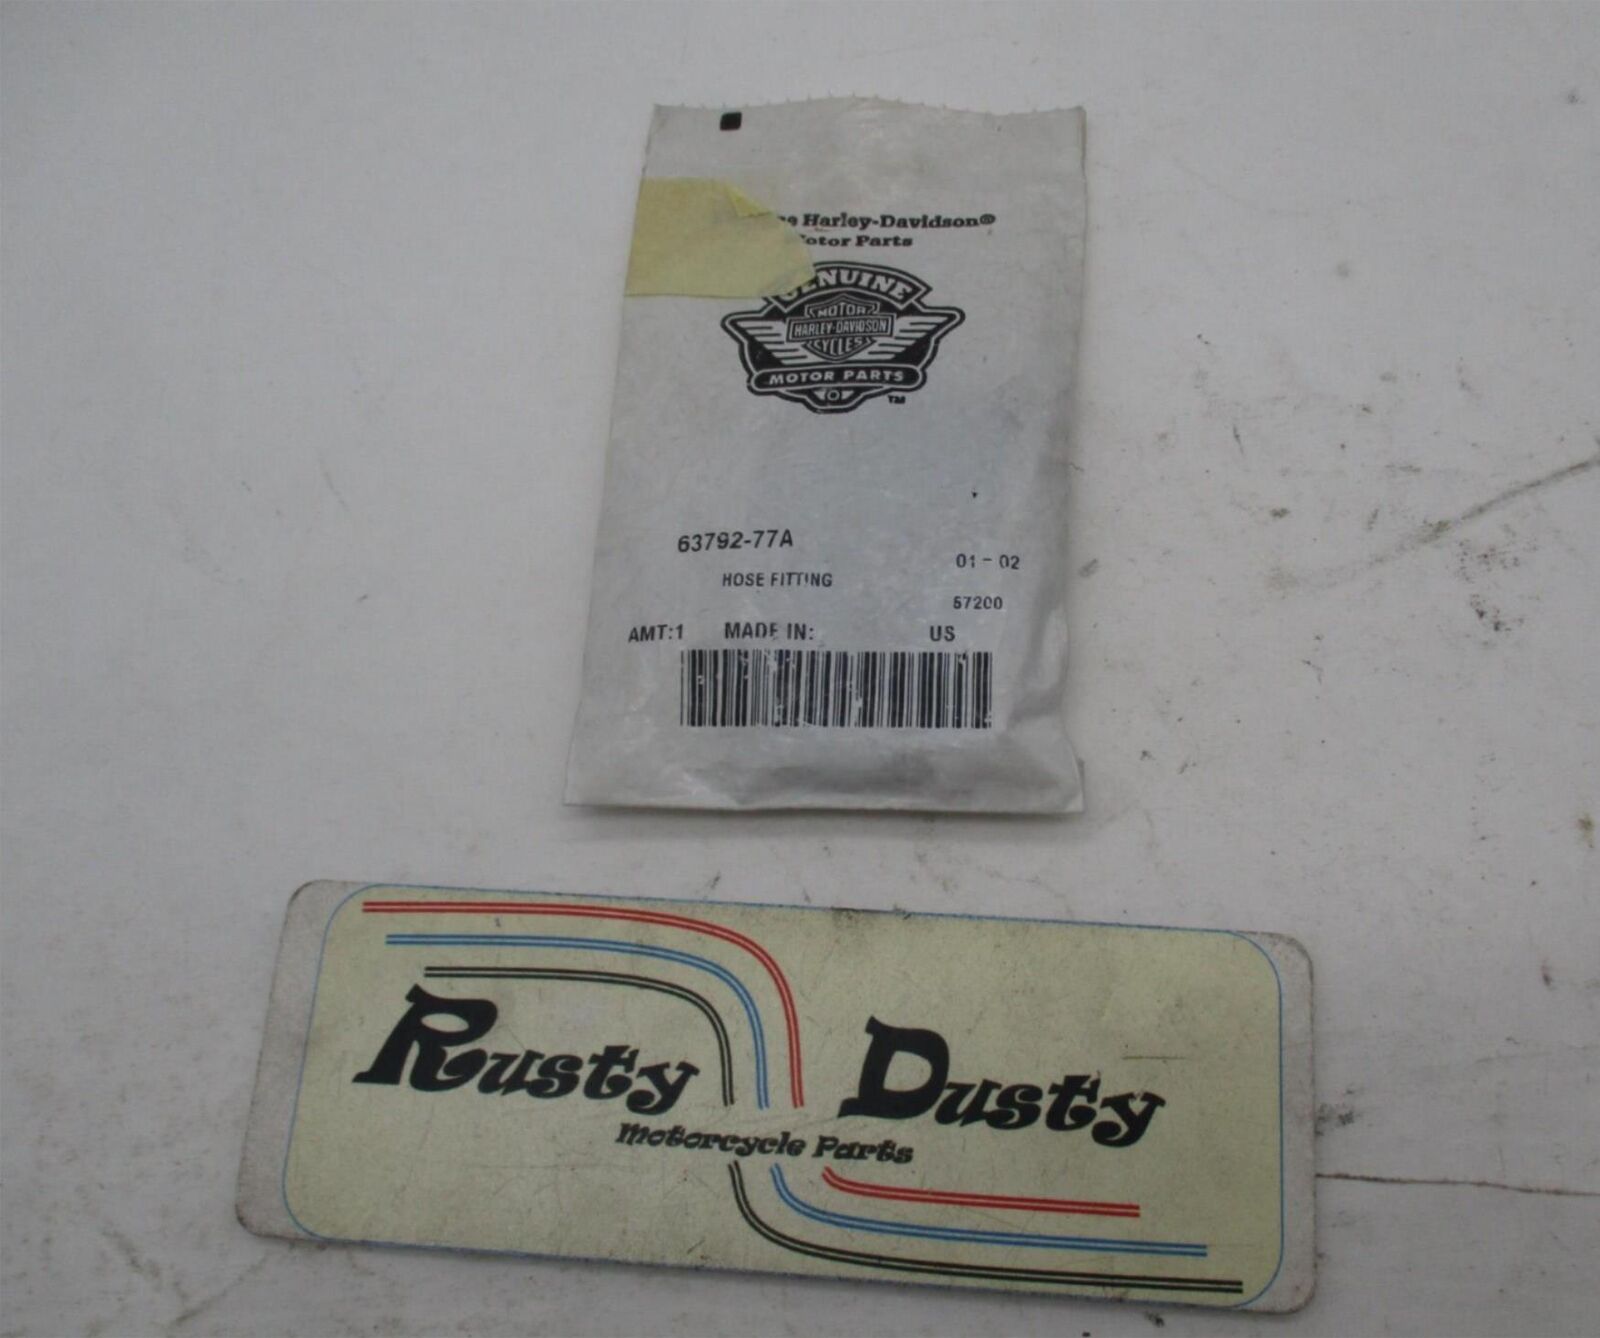 Harley-Davidson®
Motor Parts
GENUINE
MOTOR
HARLEY-DAVIDSON
CYCLES
MOTOR PARTS
TM
63792-77A
01-02
HOSE FITTING
57200
AMT:1 MADE IN: US
Rusty Dusty
Motorcycle Parts